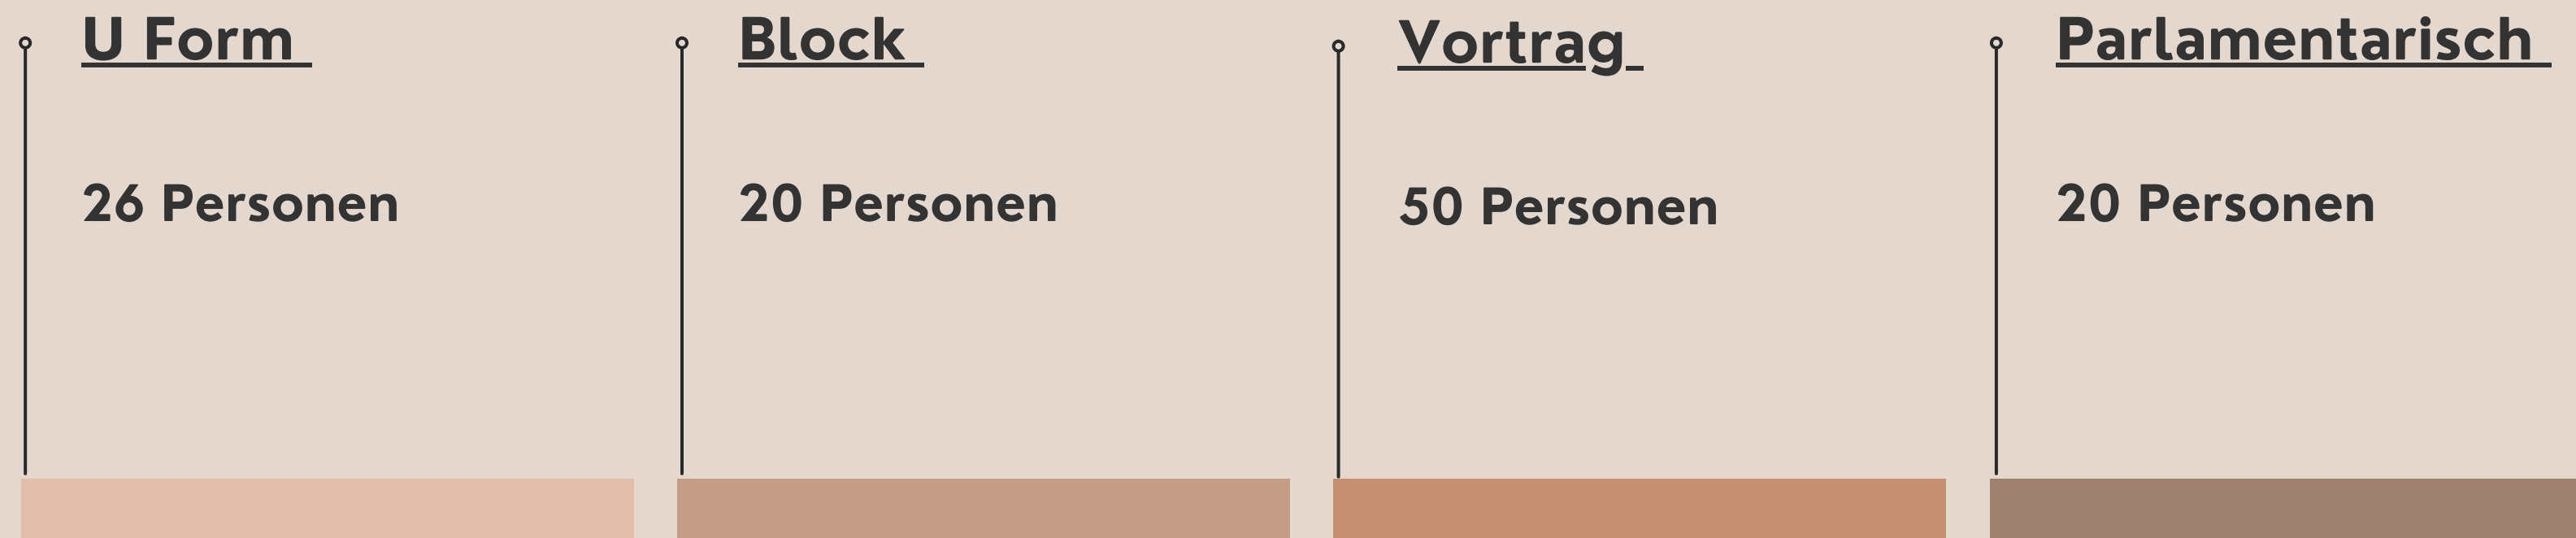 U Form
Block
Vortrag
Parlamentarisch
26 Personen
20 Personen
50 Personen
20 Personen